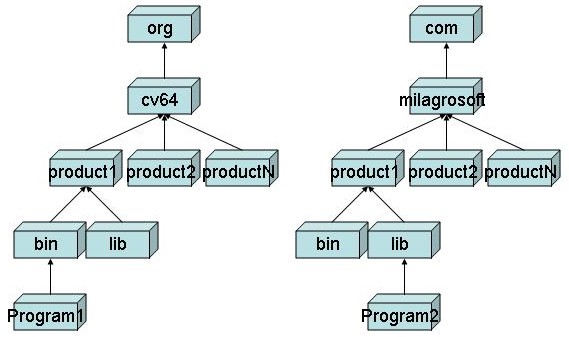 org com
cv64 milagrosoft
product1 product2 productN product1 product2 productN
bin lib bin lib
Program1 Program2